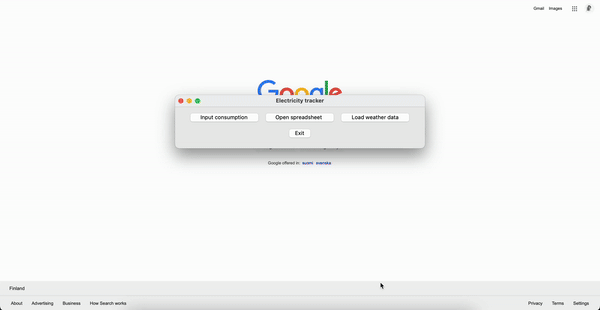 Gmail Images
Google
Electricity tracker
Input consumption Open spreadsheet Load weather data
Exit
Google offered in: suomi svenska
Finland
About Advertising Business How Search works Privacy Terms Settings